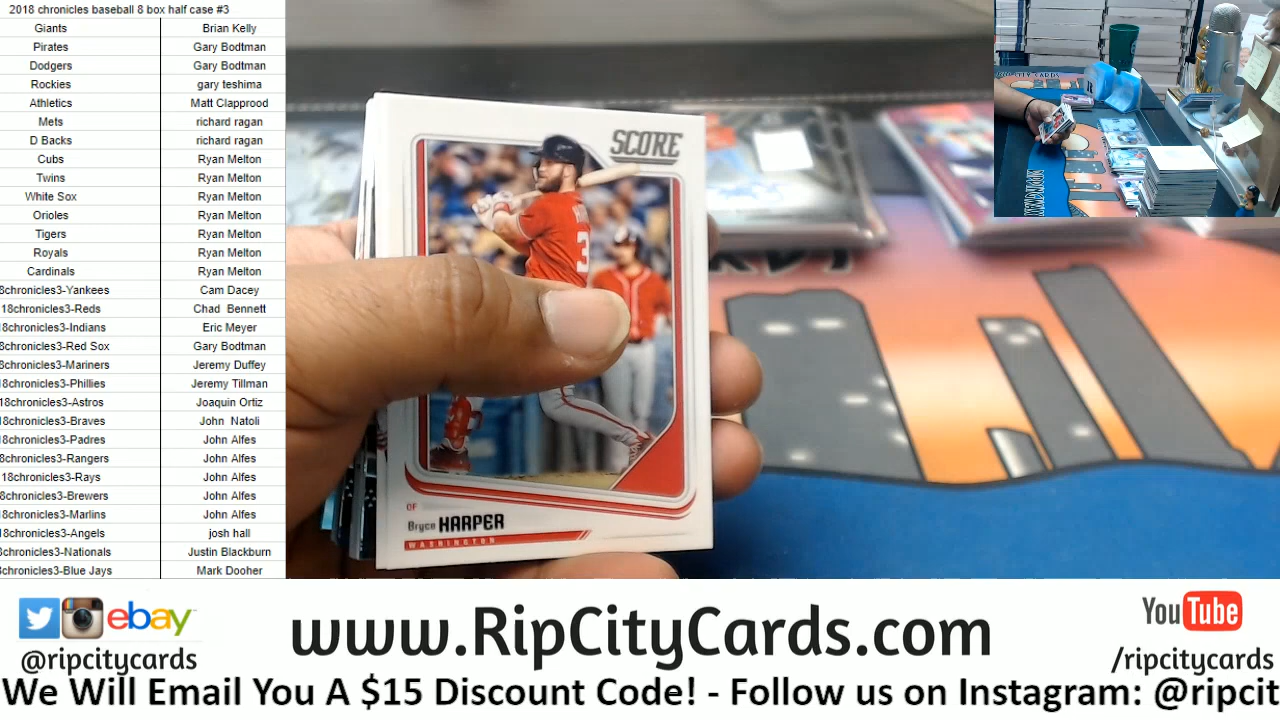 2018 chronicles baseball 8 box half case #3
Giants Brian Kelly
Pirates Gary Bodtman
Dodgers Gary Bodtman
Rockies gary teshima
Athletics Matt Clapprood
Mets richard ragan
D Backs richard ragan
Cubs Ryan Melton
Twins Ryan Melton
White Sox Ryan Melton
Orioles Ryan Melton
Tigers Ryan Melton
Royals Ryan Melton
Cardinals Ryan Melton
8chronicles3-Yankees Cam Dacey
18chronicles3-Reds Chad Bennett
18chronicles3-Indians Eric Meyer
8chronicles3-Red Sox Gary Bodtman
8chronicles3-Mariners Jeremy Duffey
18chronicles3-Phillies Jeremy Tillman
18chronicles3-Astros Joaquin Ortiz
8chronicles3-Braves John Natoli
8chronicles3-Padres John Alfes
8chronicles3-Rangers John Alfes
18chronicles3-Rays John Alfes
8chronicles3-Brewers John Alfes
18chronicles3-Marlins John Alfes
18chronicles3-Angels josh hall
8chronicles3-Nationals Justin Blackburn
8chronicles3-Blue Jays Mark Dooher
SCORE
3
OF
Bryce HARPER
WASHINGTON
ebay
@ripcitycards
www.RipCityCards.com
YouTube
/ripcitycards
We Will Email You A $15 Discount Code! - Follow us on Instagram: @ripcit